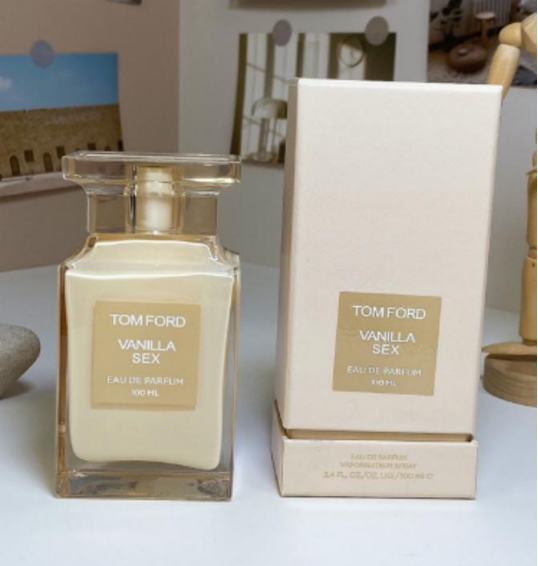 TOM FORD
VANILLA
SEX
EAU DE PARFUM
100 ML
TOM FORD
VANILLA
SEX
EAU DE PARFUM
100 ML
EAU DE PARFUM
VAPORISATEUR SPRAY